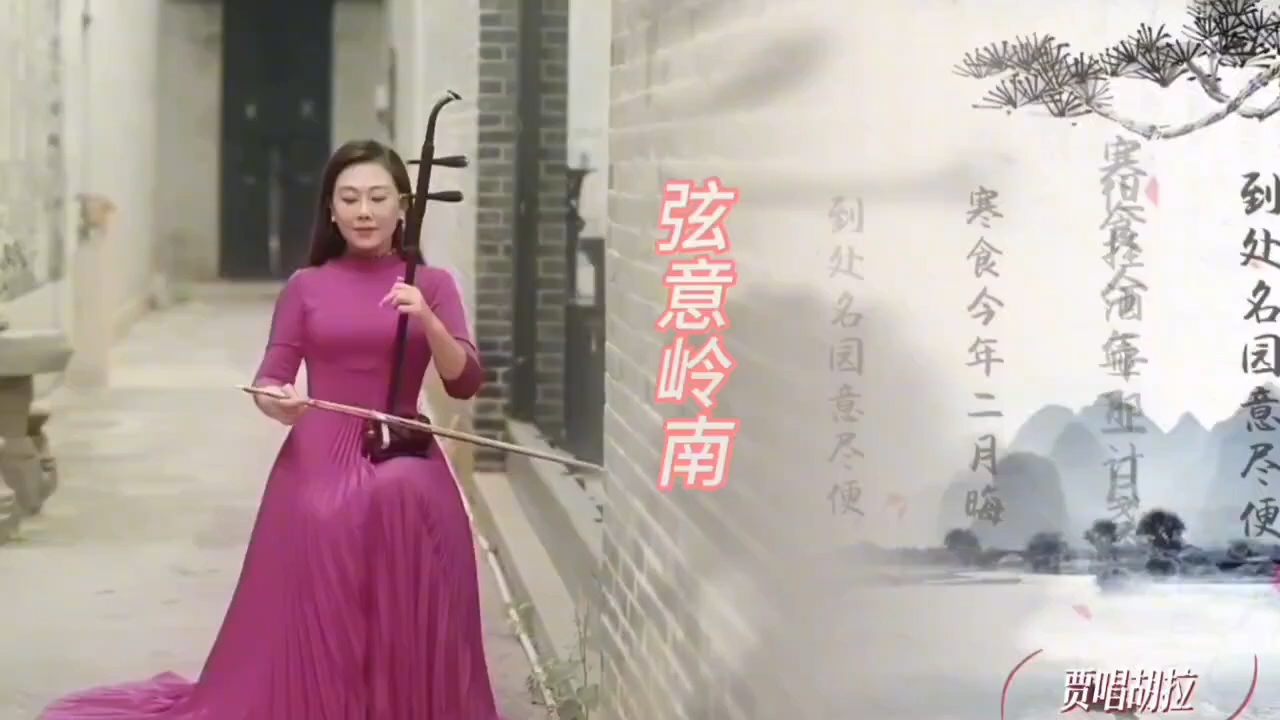 弦意岭南
到处名园意尽便
寒食今年二月晦
到处名园意尽便
贾唱胡拉